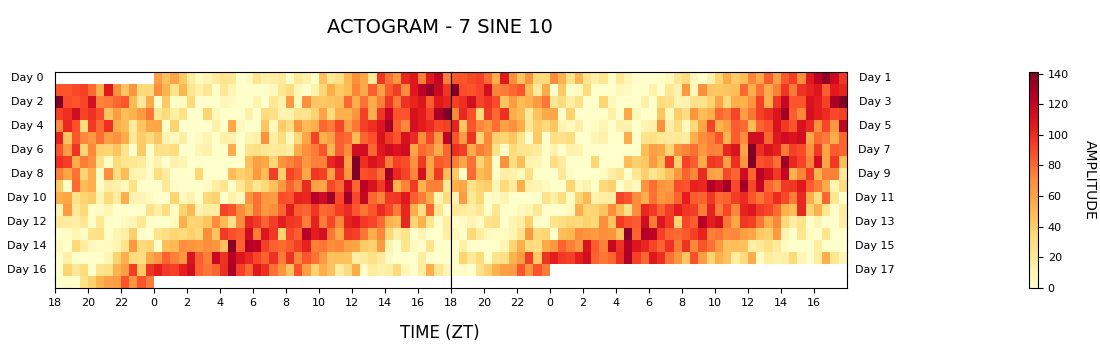 ACTOGRAM - 7 SINE 10
Day 0
Day 2
Day 4
Day 6
Day 8
Day 10
Day 12
Day 14
Day 16
Day 1
Day 3
Day 5
Day 7
Day 9
Day 11
Day 13
Day 15
Day 17
18 20 22 0 2 4 6 8 10 12 14 16 18 20 22 0 2 4 6 8 10 12 14 16
TIME (ZT)
140
120
100
80
60
40
20
0
AMPLITUDE